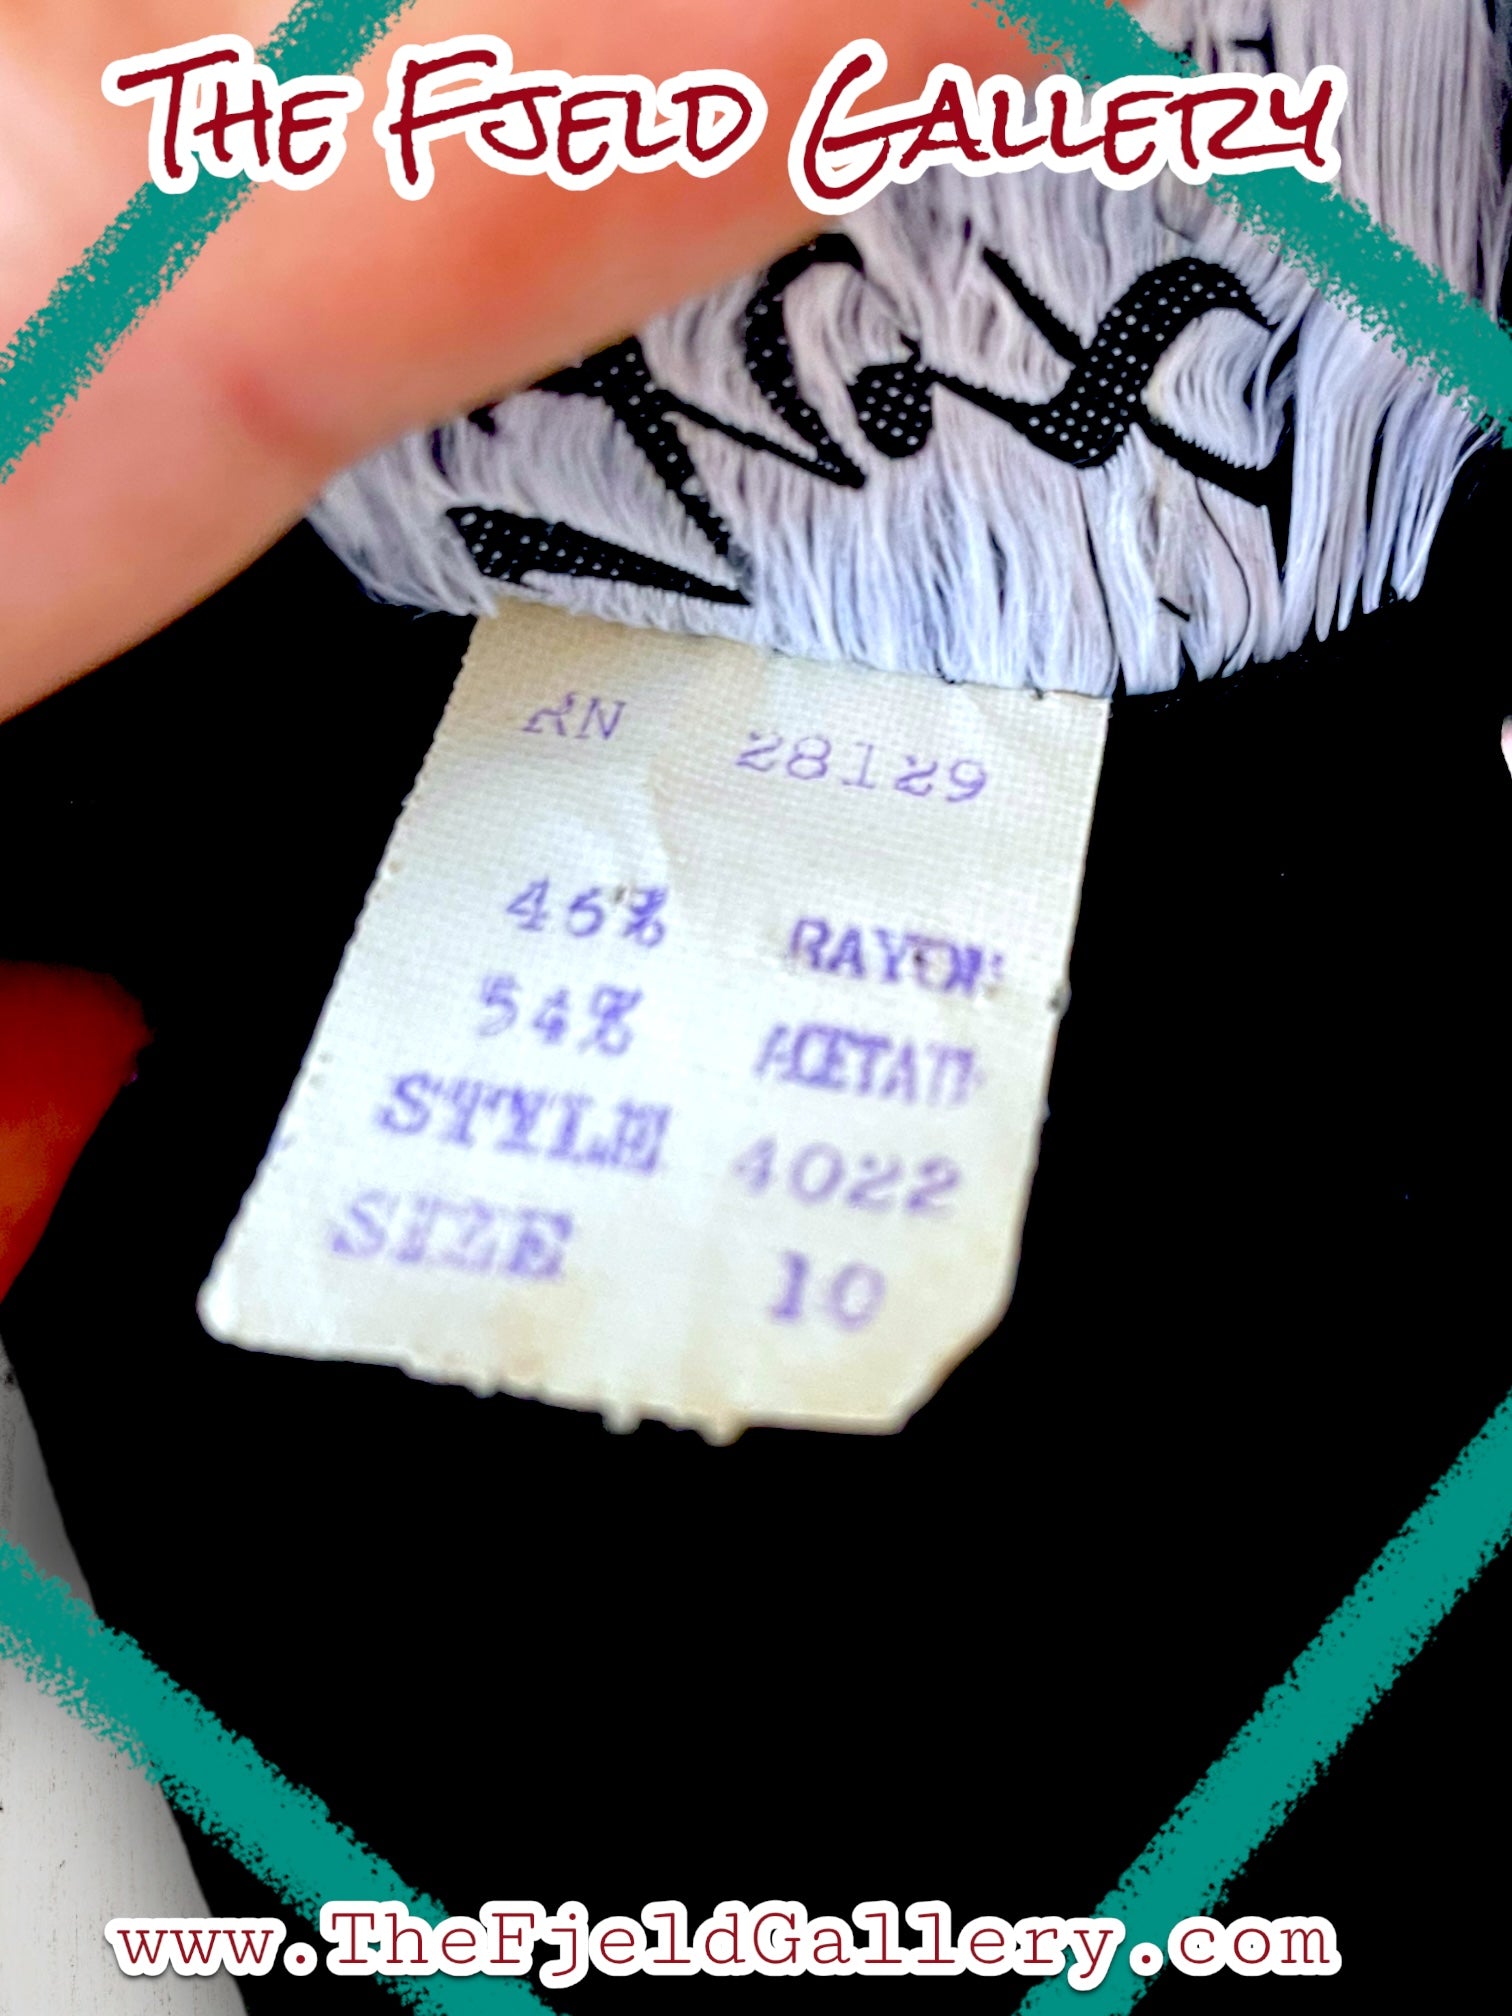 THE FJELD GALLERY
RN 28129
46% RAYON
54% ACETATE
STYLE 4022
SIZE 10
www.TheFjeldGallery.com